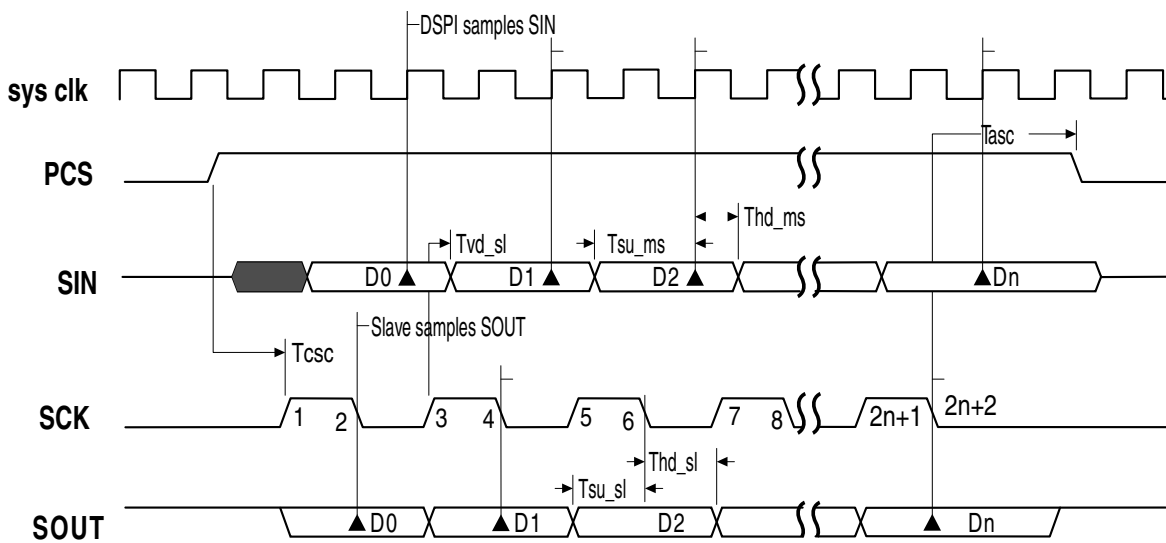 DSPI samples SIN
sys clk
Tasc
PCS
Thd_ms
Tvd_sl
Tsu_ms
SIN
D0
D1
D2
Dn
Slave samples SOUT
Tcsc
SCK
1
2
3
4
5
6
7
8
2n+1
2n+2
Thd_sl
Tsu_sl
SOUT
D0
D1
D2
Dn